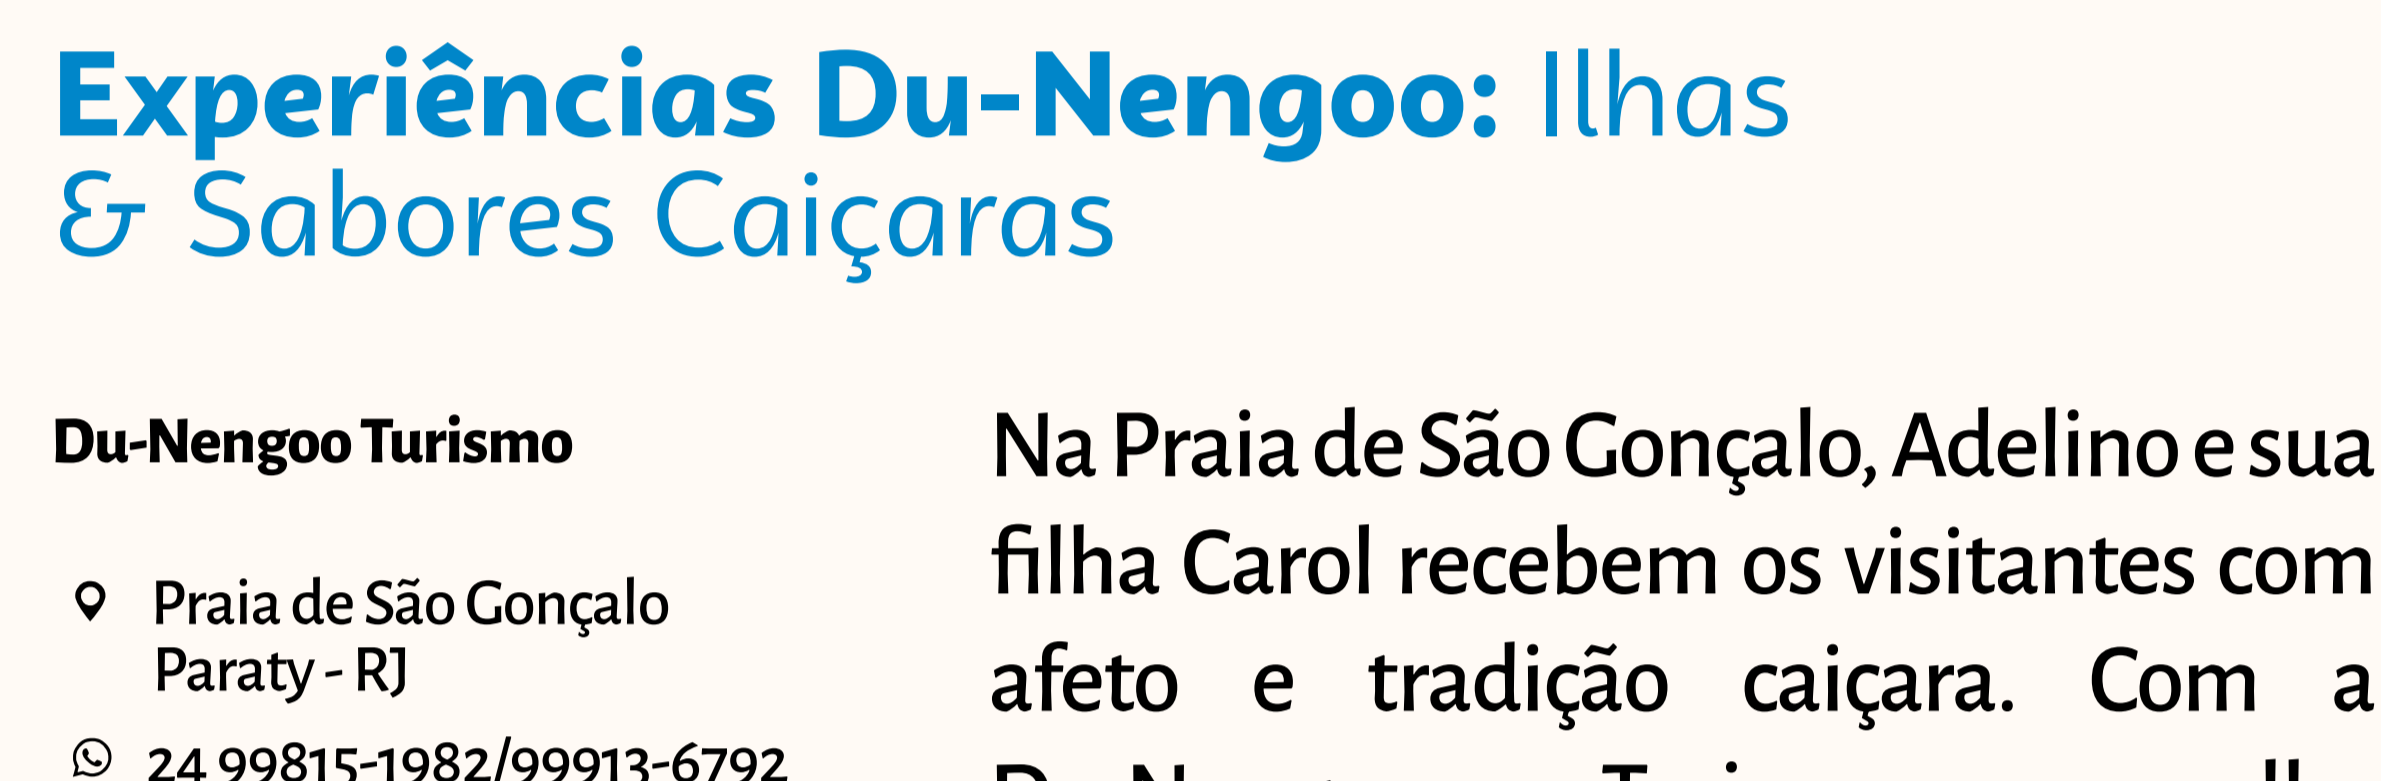 Experiências Du-Nengoo: Ilhas
& Sabores Caiçaras
Du-Nengoo Turismo
Praia de São Gonçalo
Paraty - RJ
24 99815-1982/99913-6792
Na Praia de São Gonçalo, Adelino e sua
filha Carol recebem os visitantes com
afeto e tradição caiçara. Com a